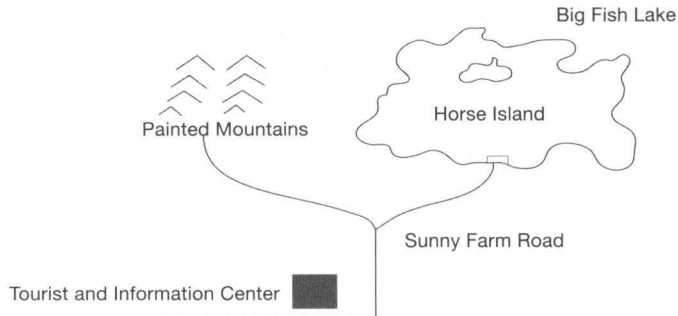 Big Fish Lake
Horse Island
Painted Mountains
Sunny Farm Road
Tourist and Information Center